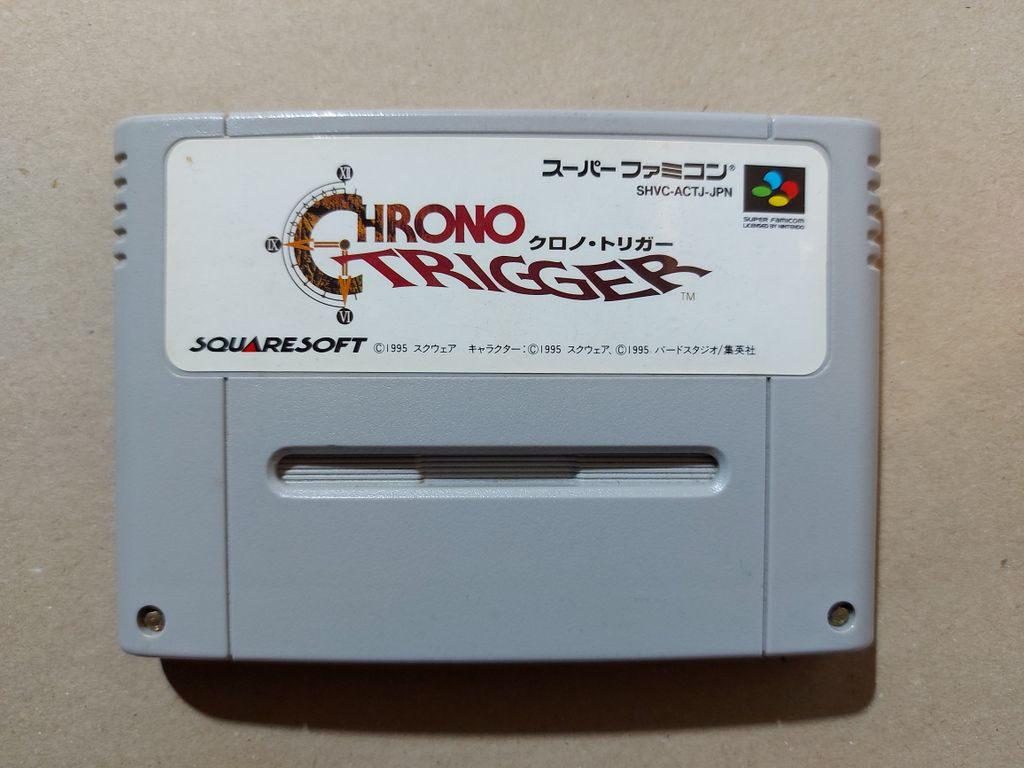 スーパーファミコン®
SHVC-ACTJ-JPN
SUPER FAMICOM
LICENSED BY NINTENDO
XII
IX
VI
CHRONO
クロノ・トリガー
TRIGGER™
SQUARESOFT ©1995 スクウェア キャラクター:©1995 スクウェア、©1995 バードスタジオ/集英社